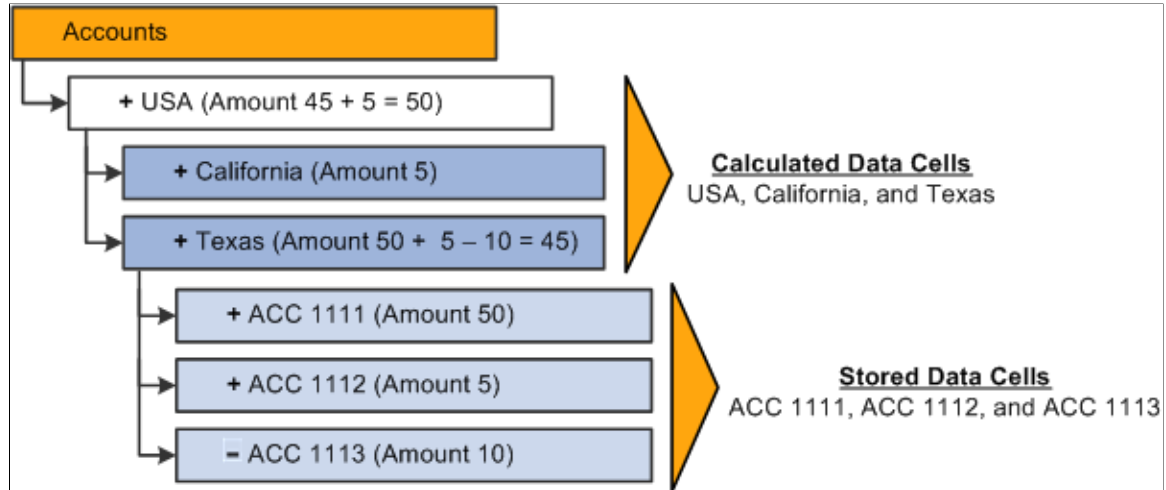 Accounts
+ USA (Amount 45 + 5 = 50)
+ California (Amount 5)
+ Texas (Amount 50 + 5 – 10 = 45)
+ ACC 1111 (Amount 50)
+ ACC 1112 (Amount 5)
- ACC 1113 (Amount 10)
Calculated Data Cells
USA, California, and Texas
Stored Data Cells
ACC 1111, ACC 1112, and ACC 1113